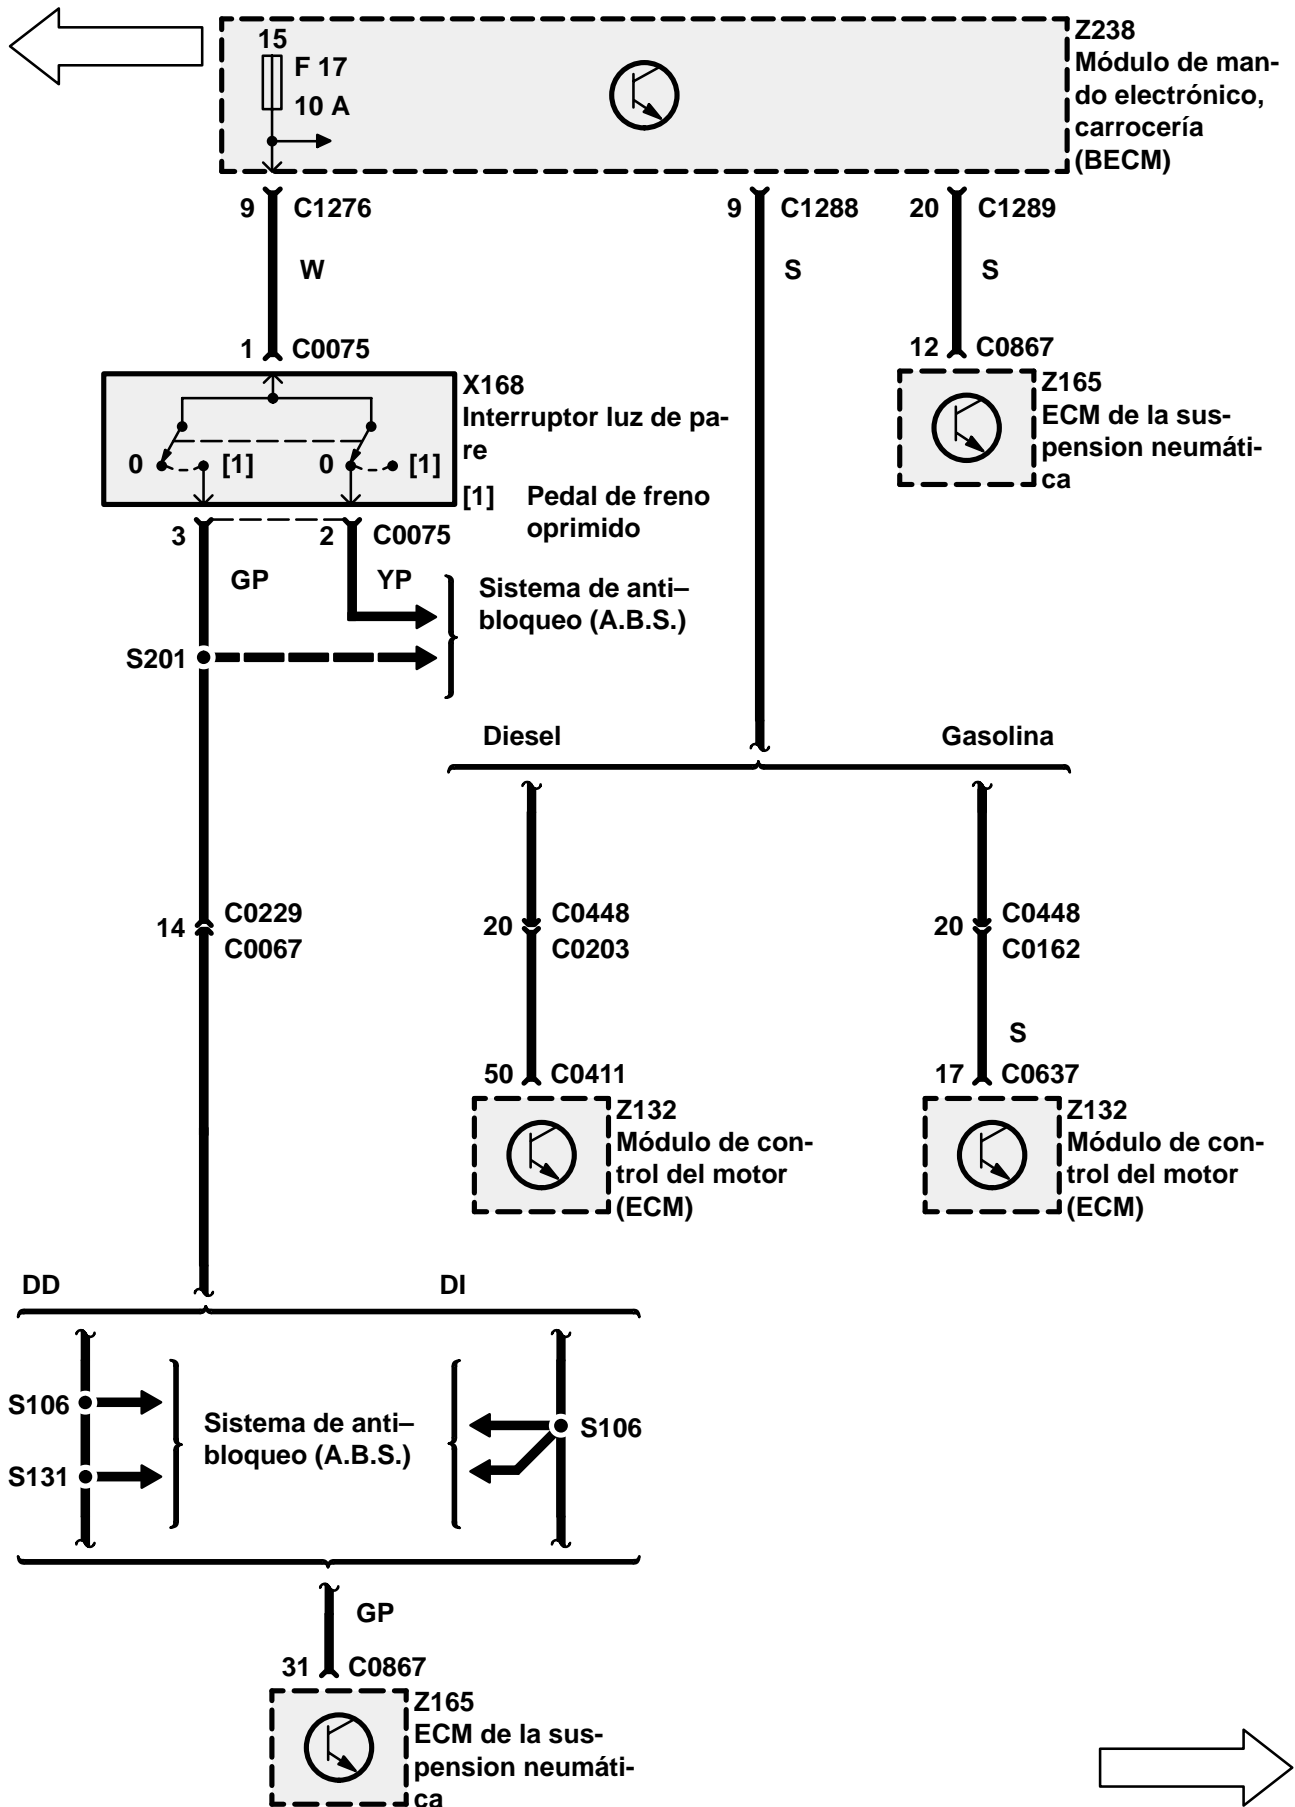 15
F 17
10 A
Z238
Módulo de man-
do electrónico,
carrocería
(BECM)
9 C1276
9 C1288
20 C1289
W
S
S
1 C0075
12 C0867
X168
Interruptor luz de pa-
re
0 [1] 0 [1]
[1] Pedal de freno
oprimido
Z165
ECM de la sus-
pension neumáti-
ca
3 2 C0075
GP
YP
Sistema de anti–
bloqueo (A.B.S.)
S201
Diesel
Gasolina
14 C0229
C0067
20 C0448
C0203
20 C0448
C0162
S
50 C0411
17 C0637
Z132
Módulo de con-
trol del motor
(ECM)
Z132
Módulo de con-
trol del motor
(ECM)
DD
DI
S106
S131
Sistema de anti–
bloqueo (A.B.S.)
S106
GP
31 C0867
Z165
ECM de la sus-
pension neumáti-
ca